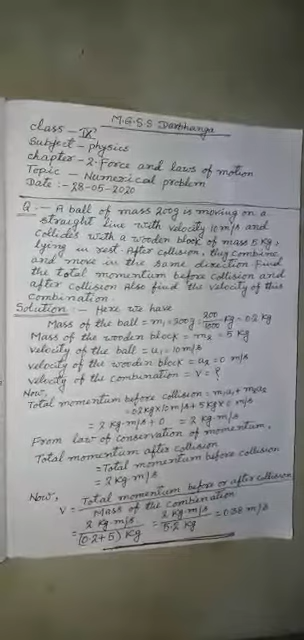 M.G.S.S Darbhanga
class - IX
Subject - physics
chapter - 2. Force and laws of motion
Topic - Numerical problem
Date :- 28-05-2020
Q. - A ball of mass 200g is moving on a
straight line with velocity 10 m/s and
collides with a wooden block of mass 5 kg,
lying in rest. After collision, they combine
and move in the same direction. Find
the total momentum before collision and
after collision. Also find the velocity of this
combination.
Solution :- Here we have
Mass of the ball = m₁ = 200g = 200/1000 kg = 0.2 kg
Mass of the wooden block = m₂ = 5 kg
velocity of the ball = u₁ = 10 m/s
velocity of the wooden block = u₂ = 0 m/s
velocity of the combination = v = ?
Now,
Total momentum before collision = m₁u₁ + m₂u₂
= 0.2 kg x 10 m/s + 5 kg x 0 m/s
= 2 kg.m/s + 0 = 2 kg.m/s
From law of conservation of momentum,
Total momentum after collision
= Total momentum before collision
= 2 kg.m/s
Now, Total momentum before or after collision
V = Mass of the combination
= 2 kg.m/s / (0.2+5) kg = 2 kg.m/s / 5.2 kg = 0.38 m/s